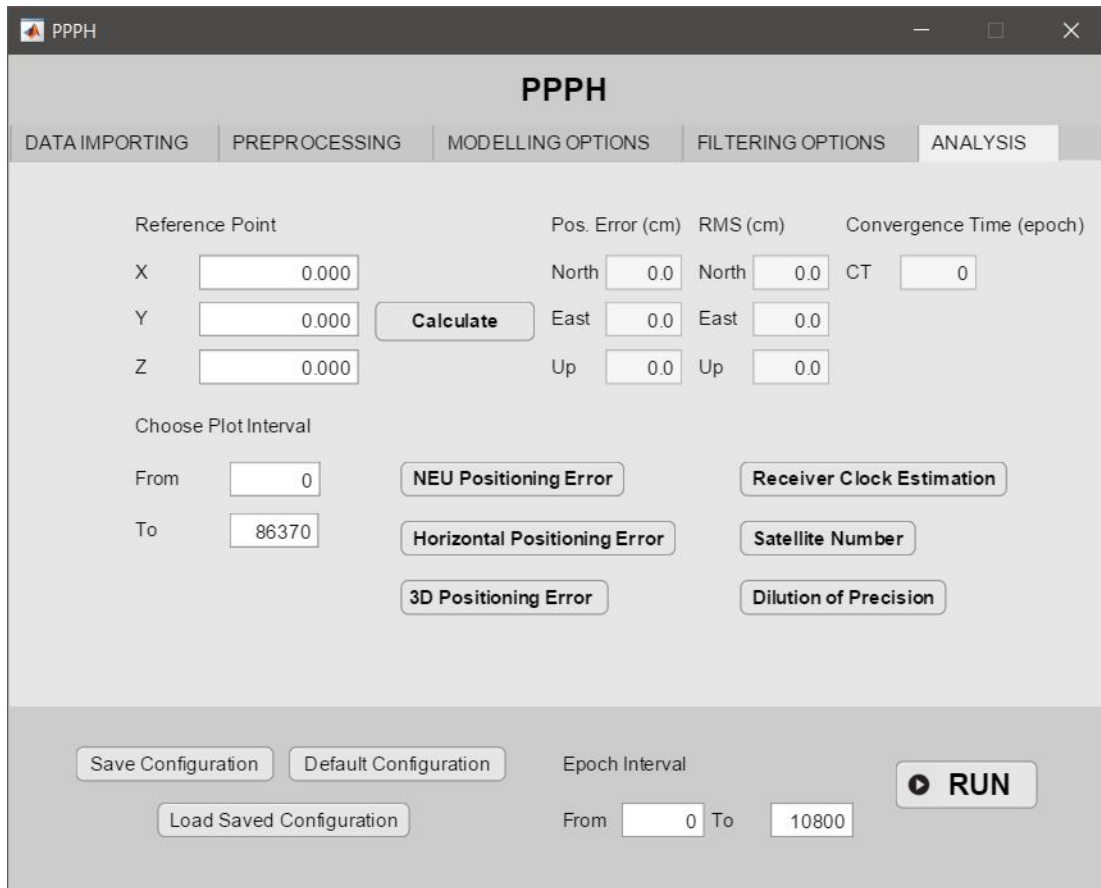 PPPH
PPPH
DATA IMPORTING PREPROCESSING MODELLING OPTIONS FILTERING OPTIONS ANALYSIS
Reference Point Pos. Error (cm) RMS (cm) Convergence Time (epoch)
X 0.000 North 0.0 North 0.0 CT 0
Y 0.000 Calculate East 0.0 East 0.0
Z 0.000 Up 0.0 Up 0.0
Choose Plot Interval
From 0 NEU Positioning Error Receiver Clock Estimation
To 86370 Horizontal Positioning Error Satellite Number
3D Positioning Error Dilution of Precision
Save Configuration Default Configuration Epoch Interval RUN
Load Saved Configuration From 0 To 10800